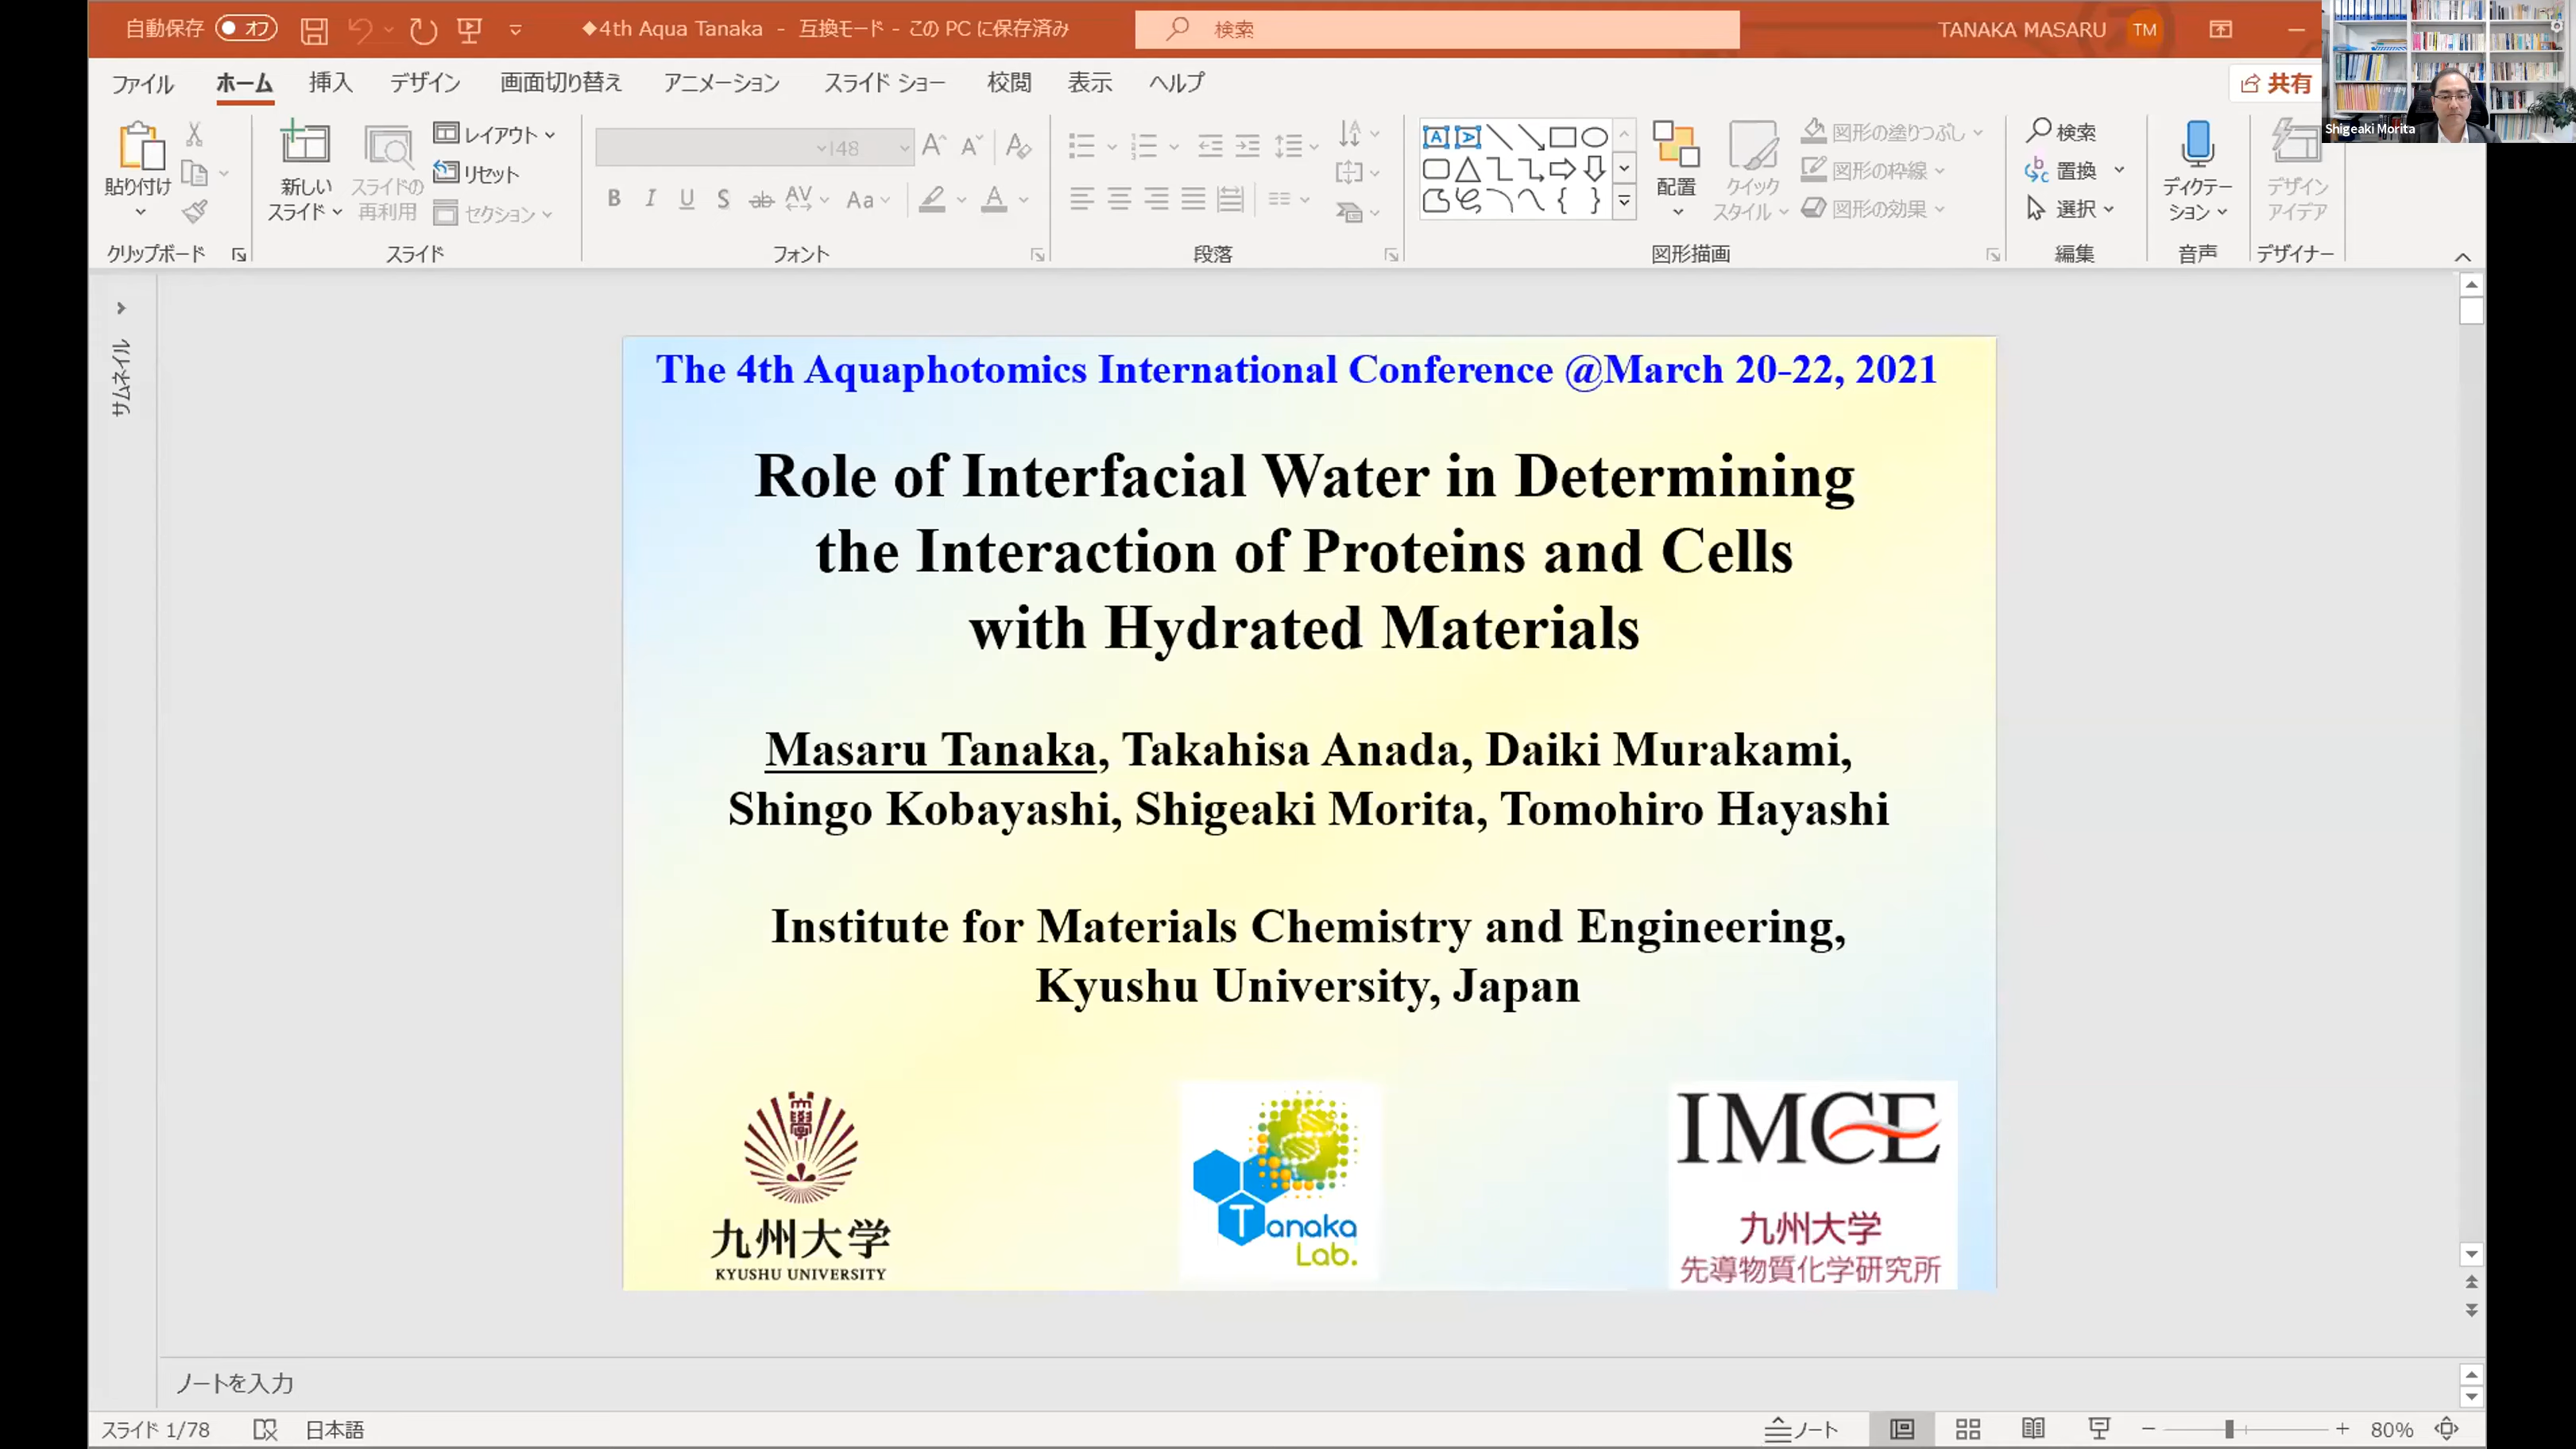 自動保存 オフ
◆4th Aqua Tanaka - 互換モード - この PC に保存済み
検索
TANAKA MASARU TM
ファイル ホーム 挿入 デザイン 画面切り替え アニメーション スライド ショー 校閲 表示 ヘルプ
共有
Shigeaki Morita
貼り付け
クリップボード
新しい
スライド
スライドの
再利用
レイアウト
リセット
セクション
スライド
48
フォント
段落
配置
クイック
スタイル
図形の塗りつぶし
図形の枠線
図形の効果
図形描画
検索
置換
選択
編集
ディクテー
ション
音声
デザイン
アイデア
デザイナー
サムネイル
The 4th Aquaphotomics International Conference @March 20-22, 2021
Role of Interfacial Water in Determining
the Interaction of Proteins and Cells
with Hydrated Materials
Masaru Tanaka, Takahisa Anada, Daiki Murakami,
Shingo Kobayashi, Shigeaki Morita, Tomohiro Hayashi
Institute for Materials Chemistry and Engineering,
Kyushu University, Japan
九州大学
KYUSHU UNIVERSITY
Tanaka
Lab.
IMCE
九州大学
先導物質化学研究所
ノートを入力
スライド 1/78 日本語
ノート
80%